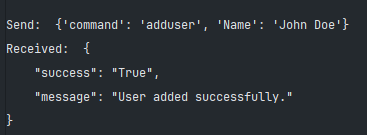 Send:  {'command': 'adduser', 'Name': 'John Doe'}
Received:  {
    "success": "True",
    "message": "User added successfully."
}